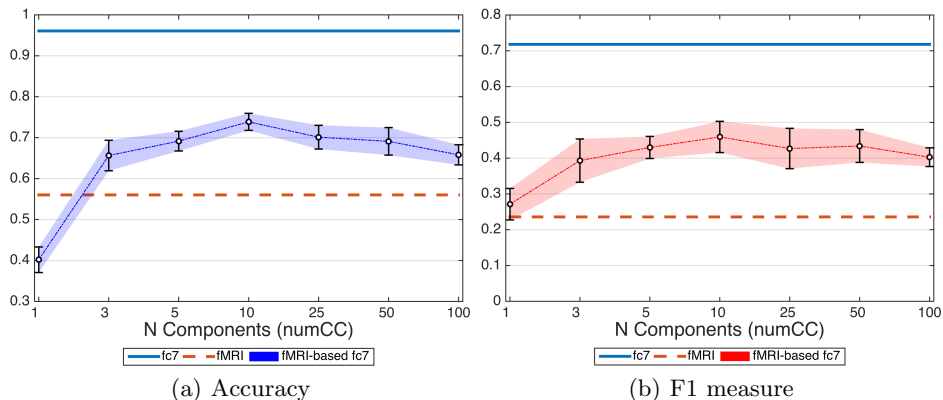 1
0.9
0.8
0.7
0.6
0.5
0.4
0.3
1 3 5 10 25 50 100
N Components (numCC)
fc7 fMRI fMRI-based fc7
(a) Accuracy
0.8
0.7
0.6
0.5
0.4
0.3
0.2
0.1
0
1 3 5 10 25 50 100
N Components (numCC)
fc7 fMRI fMRI-based fc7
(b) F1 measure